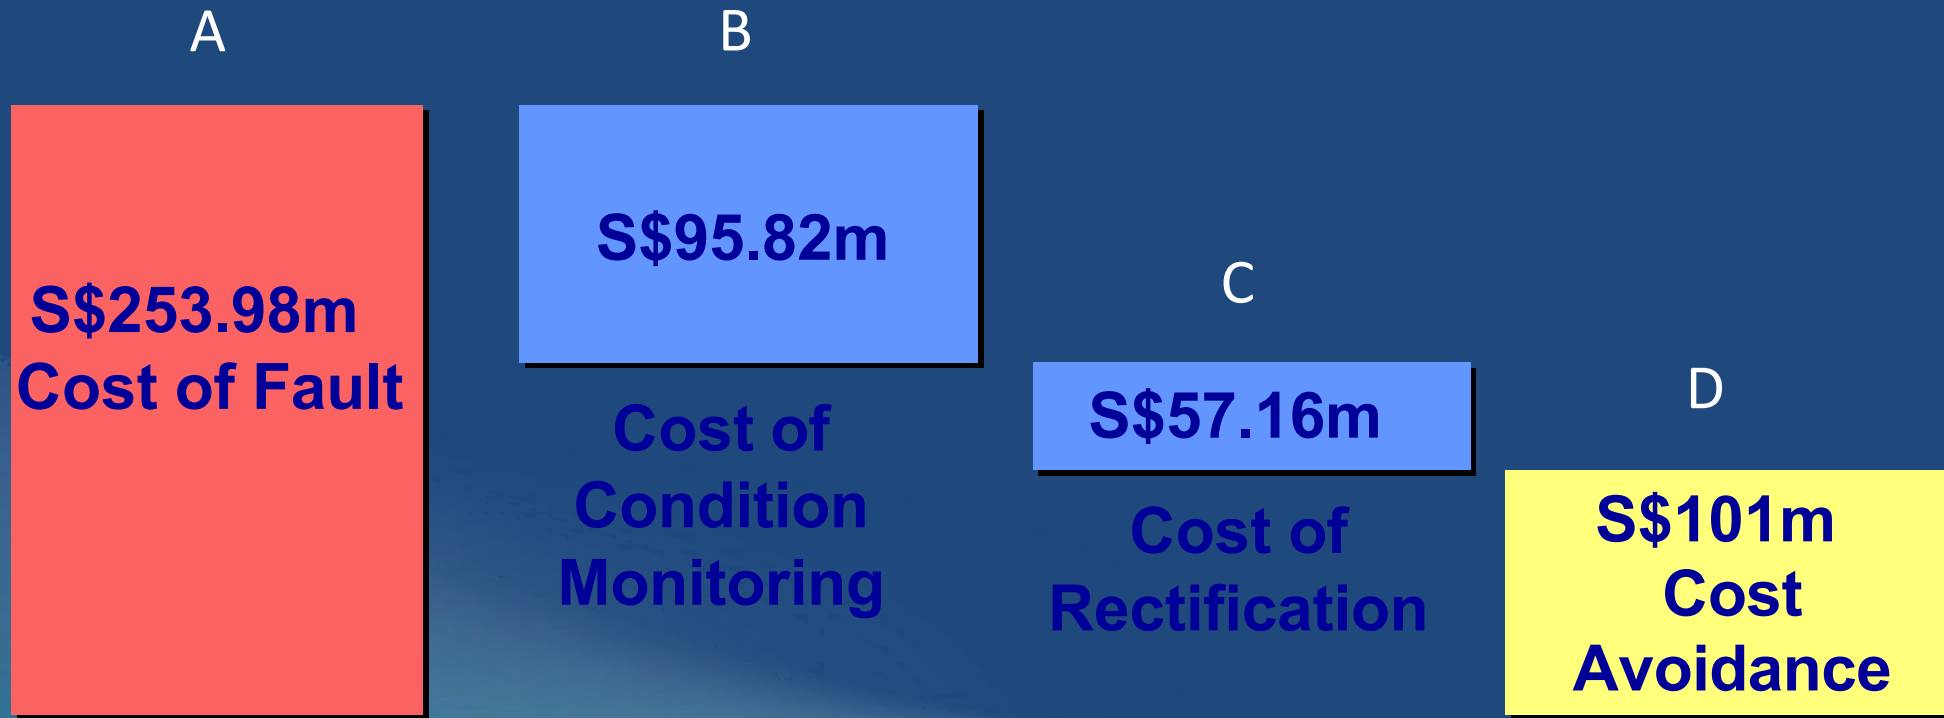 A
S$253.98m
Cost of Fault
B
S$95.82m
Cost of
Condition
Monitoring
C
S$57.16m
Cost of
Rectification
D
S$101m
Cost
Avoidance